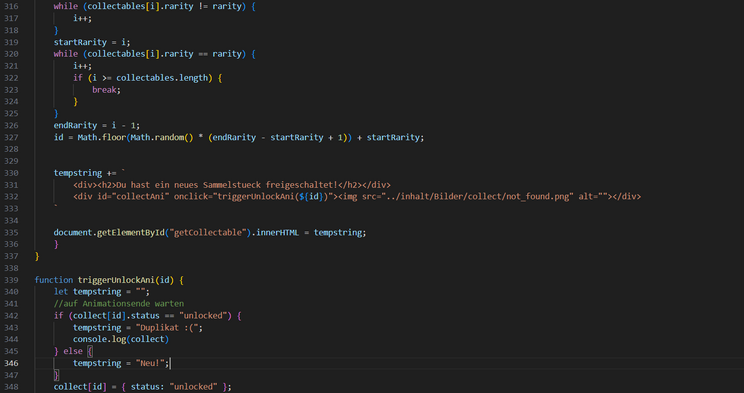 316 while (collectables[i].rarity != rarity) {
317 i++;
318 }
319 startRarity = i;
320 while (collectables[i].rarity == rarity) {
321 i++;
322 if (i >= collectables.length) {
323 break;
324 }
325 }
326 endRarity = i - 1;
327 id = Math.floor(Math.random() * (endRarity - startRarity + 1)) + startRarity;
328
329
330 tempstring += `
331 <div><h2>Du hast ein neues Sammelstueck freigeschaltet!</h2></div>
332 <div id="collectAni" onclick="triggerUnlockAni(${id})"><img src="../inhalt/Bilder/collect/not_found.png" alt=""></div>
333 `
334
335 document.getElementById("getCollectable").innerHTML = tempstring;
336 }
337 }
338
339 function triggerUnlockAni(id) {
340 let tempstring = "";
341 //auf Animationsende warten
342 if (collect[id].status == "unlocked") {
343 tempstring = "Duplikat :(";
344 console.log(collect)
345 } else {
346 tempstring = "Neu!";
347 }
348 collect[id] = { status: "unlocked" };